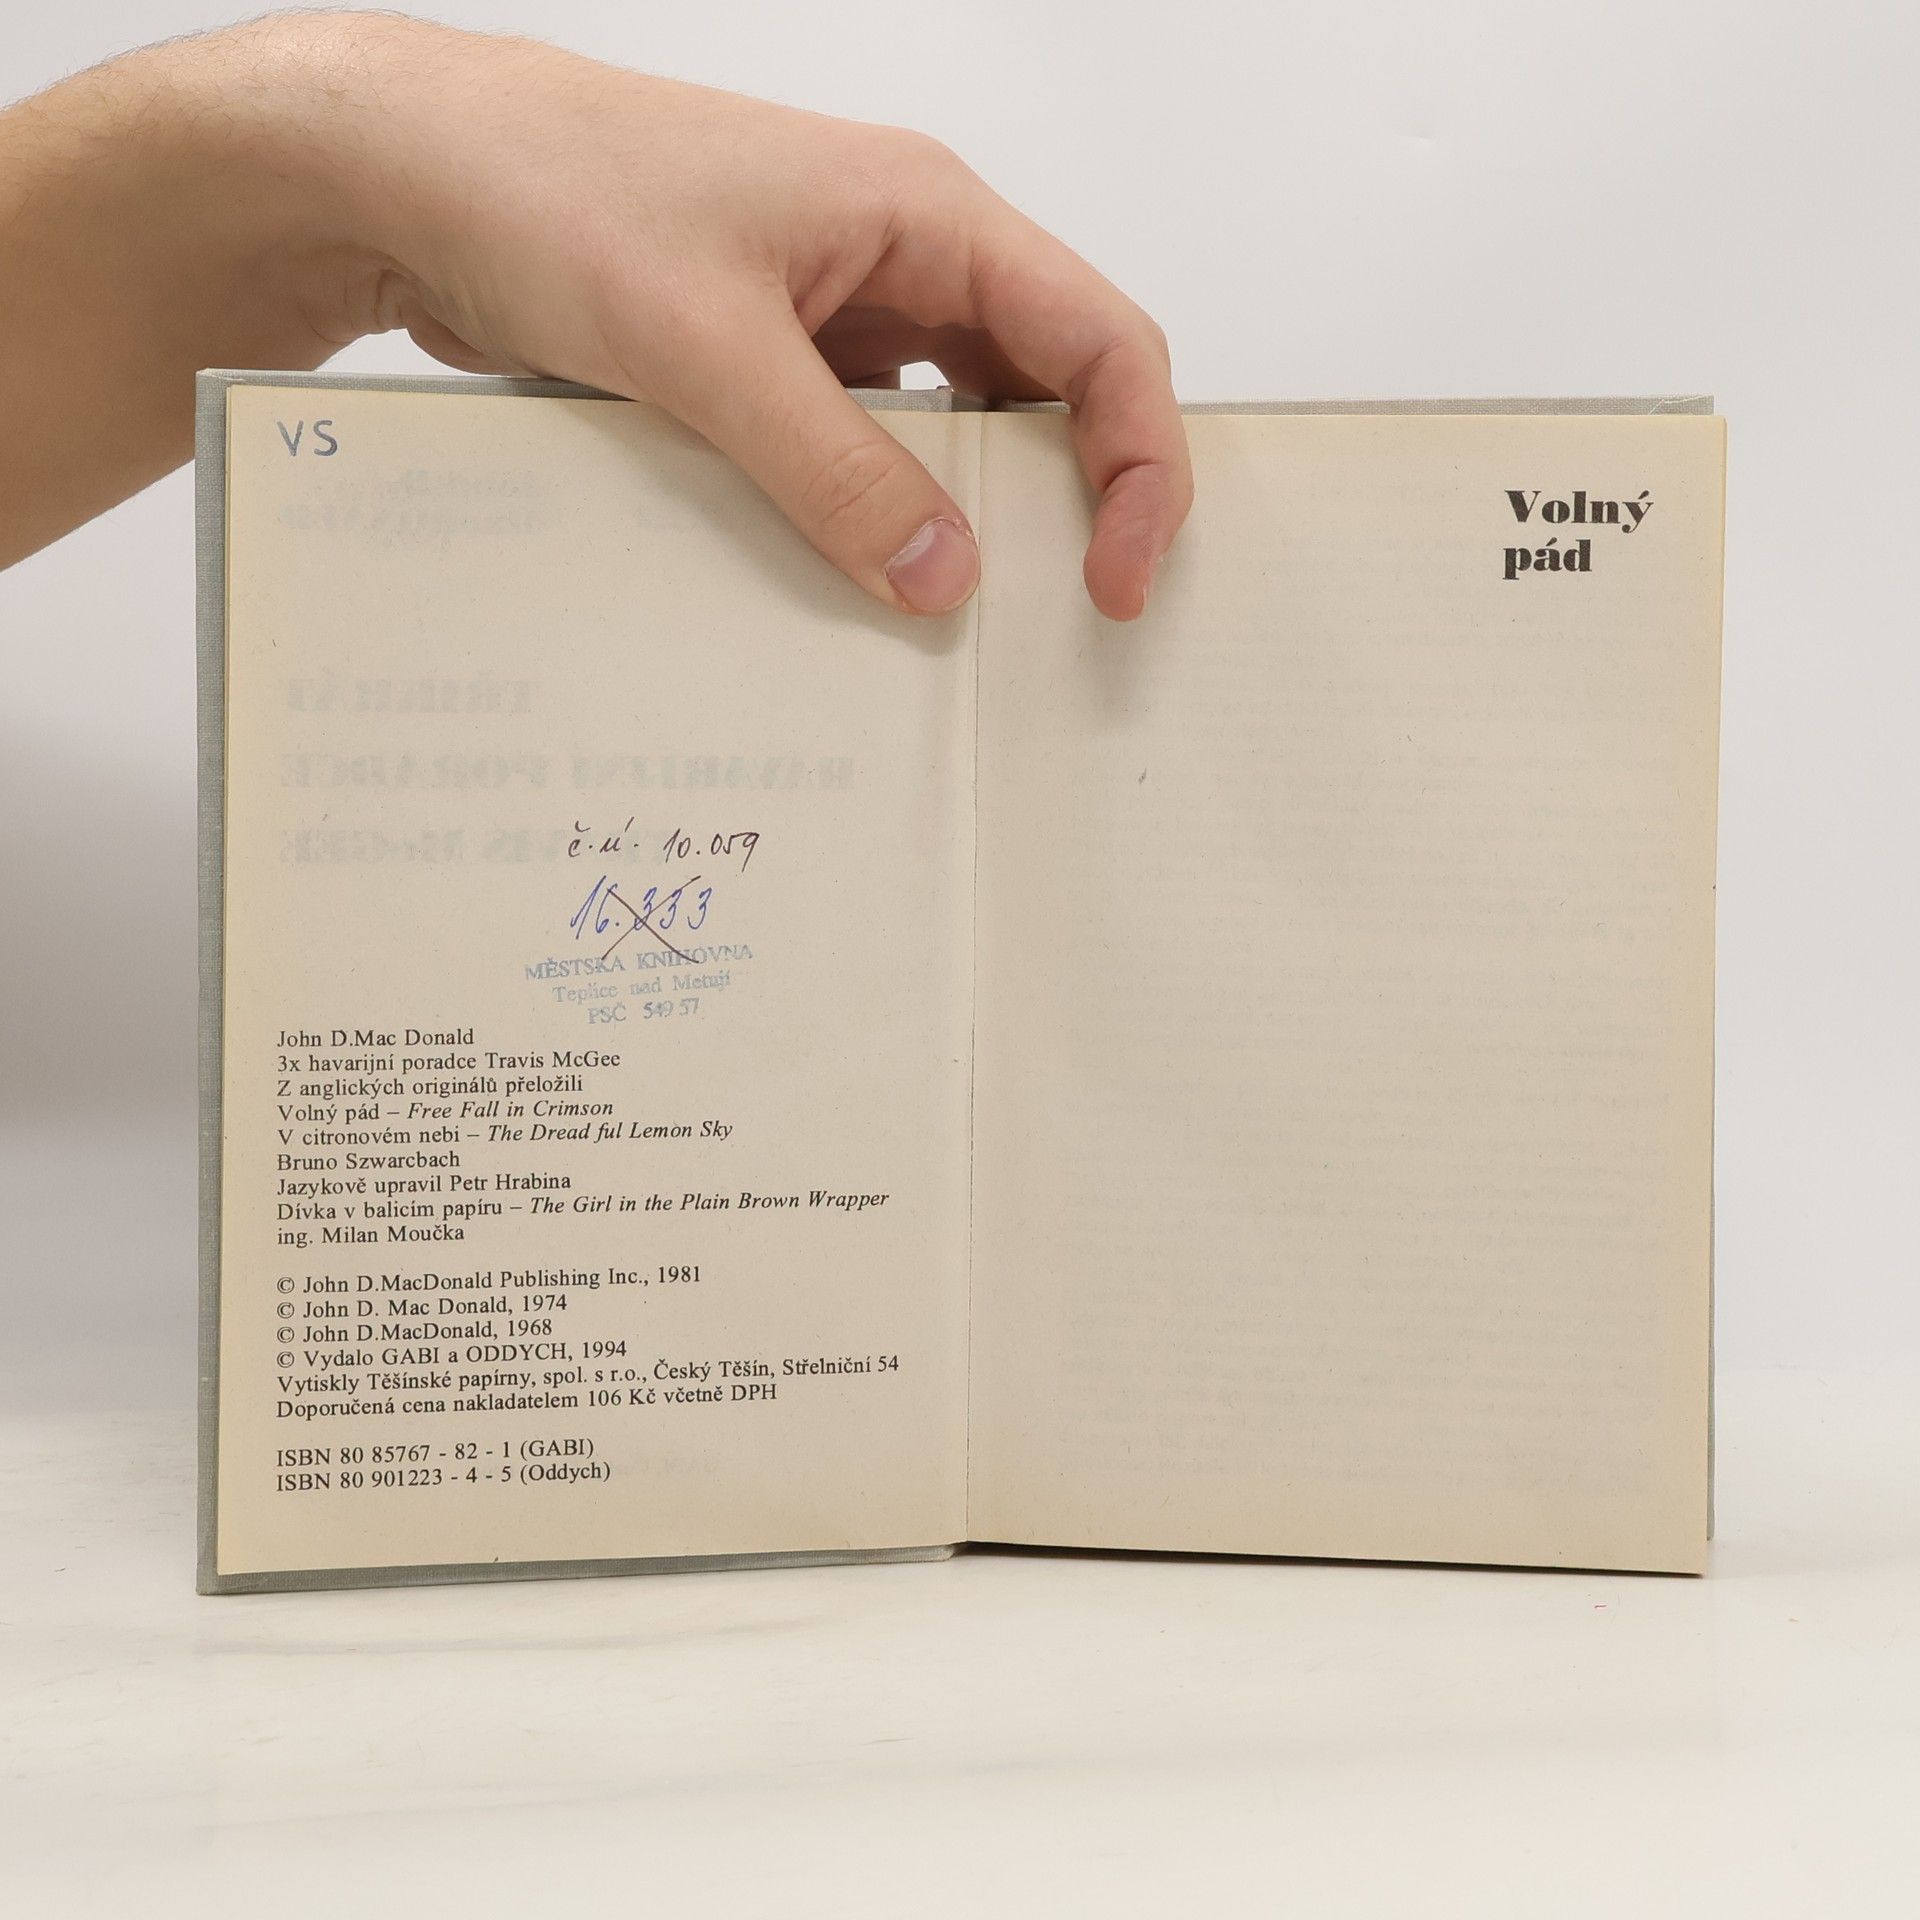 VS
č.ú. 10.059
16.333
MĚSTSKA KNIHOVNA
Teplice nad Metují
PSČ 549 57
John D.Mac Donald
3x havarijní poradce Travis McGee
Z anglických originálů přeložili
Volný pád – Free Fall in Crimson
V citronovém nebi – The Dread ful Lemon Sky
Bruno Szwarcbach
Jazykově upravil Petr Hrabina
Dívka v balicím papíru – The Girl in the Plain Brown Wrapper
ing. Milan Moučka
© John D.MacDonald Publishing Inc., 1981
© John D. Mac Donald, 1974
© John D.MacDonald, 1968
© Vydalo GABI a ODDYCH, 1994
Vytiskly Těšínské papírny, spol. s r.o., Český Těšín, Střelniční 54
Doporučená cena nakladatelem 106 Kč včetně DPH
ISBN 80 85767 - 82 - 1 (GABI)
ISBN 80 901223 - 4 - 5 (Oddych)
Volný
pád